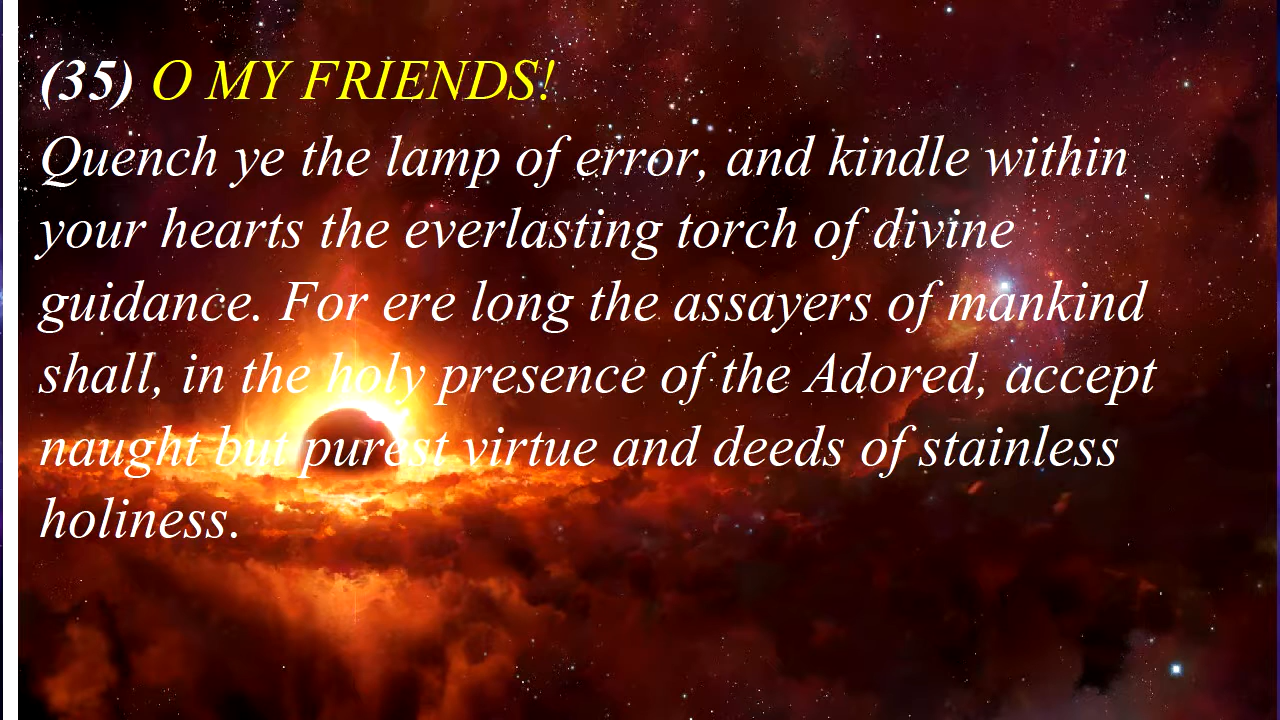 (35) O MY FRIENDS!
Quench ye the lamp of error, and kindle within
your hearts the everlasting torch of divine
guidance. For ere long the assayers of mankind
shall, in the holy presence of the Adored, accept
naught but purest virtue and deeds of stainless
holiness.